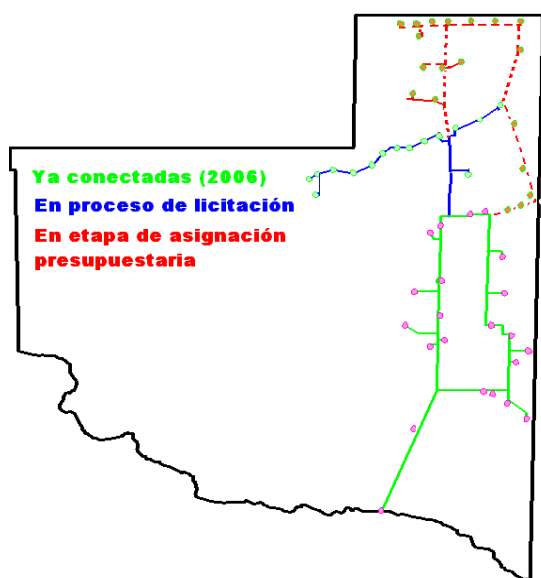 Ya conectadas (2006)
En proceso de licitación
En etapa de asignación
presupuestaria